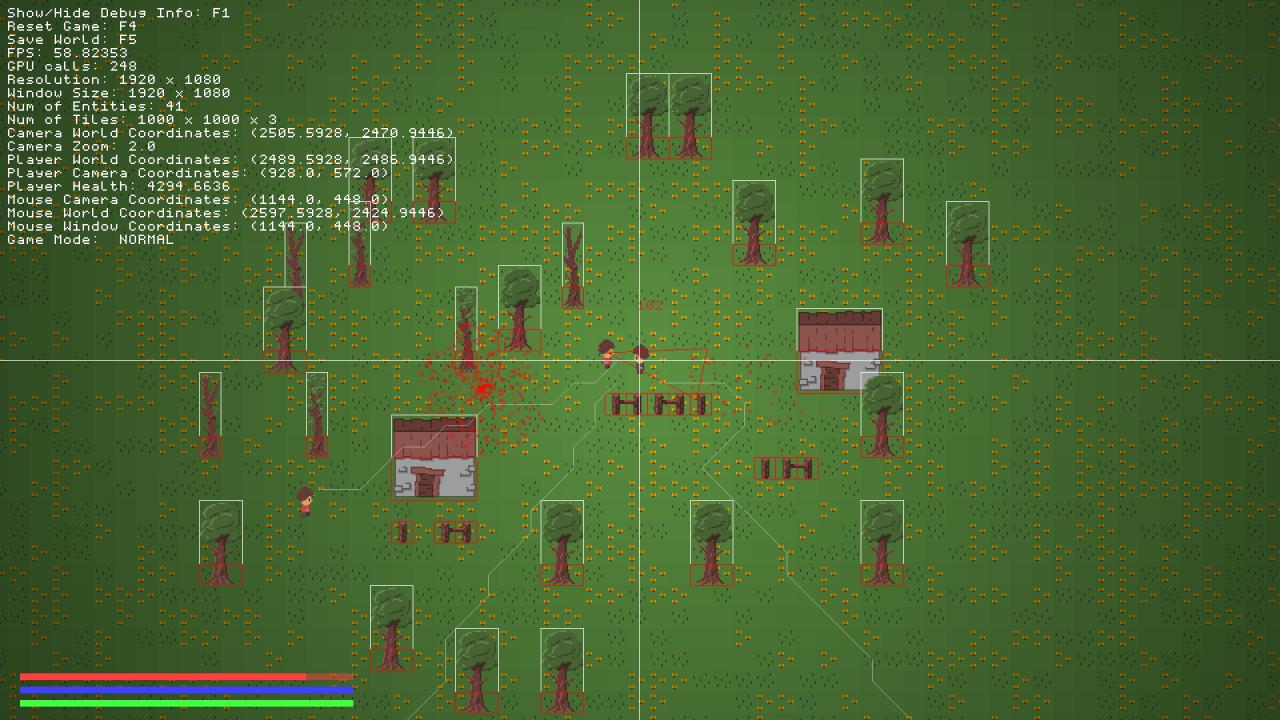 Show/Hide Debug Info: F1
Reset Game: F4
Save World: F5
FPS: 58.82353
GPU calls: 248
Resolution: 1920 x 1080
Window Size: 1920 x 1080
Num of Entities: 41
Num of Tiles: 1000 x 1000 x 3
Camera World Coordinates: (2505.5928, 2470.9446)
Camera Zoom: 2.0
Player World Coordinates: (2489.5928, 2486.9446)
Player Camera Coordinates: (928.0, 572.0)
Player Health: 4294.6636
Mouse Camera Coordinates: (1144.0, 448.0)
Mouse World Coordinates: (2597.5928, 2424.9446)
Mouse Window Coordinates: (1144.0, 448.0)
Game Mode: NORMAL
102